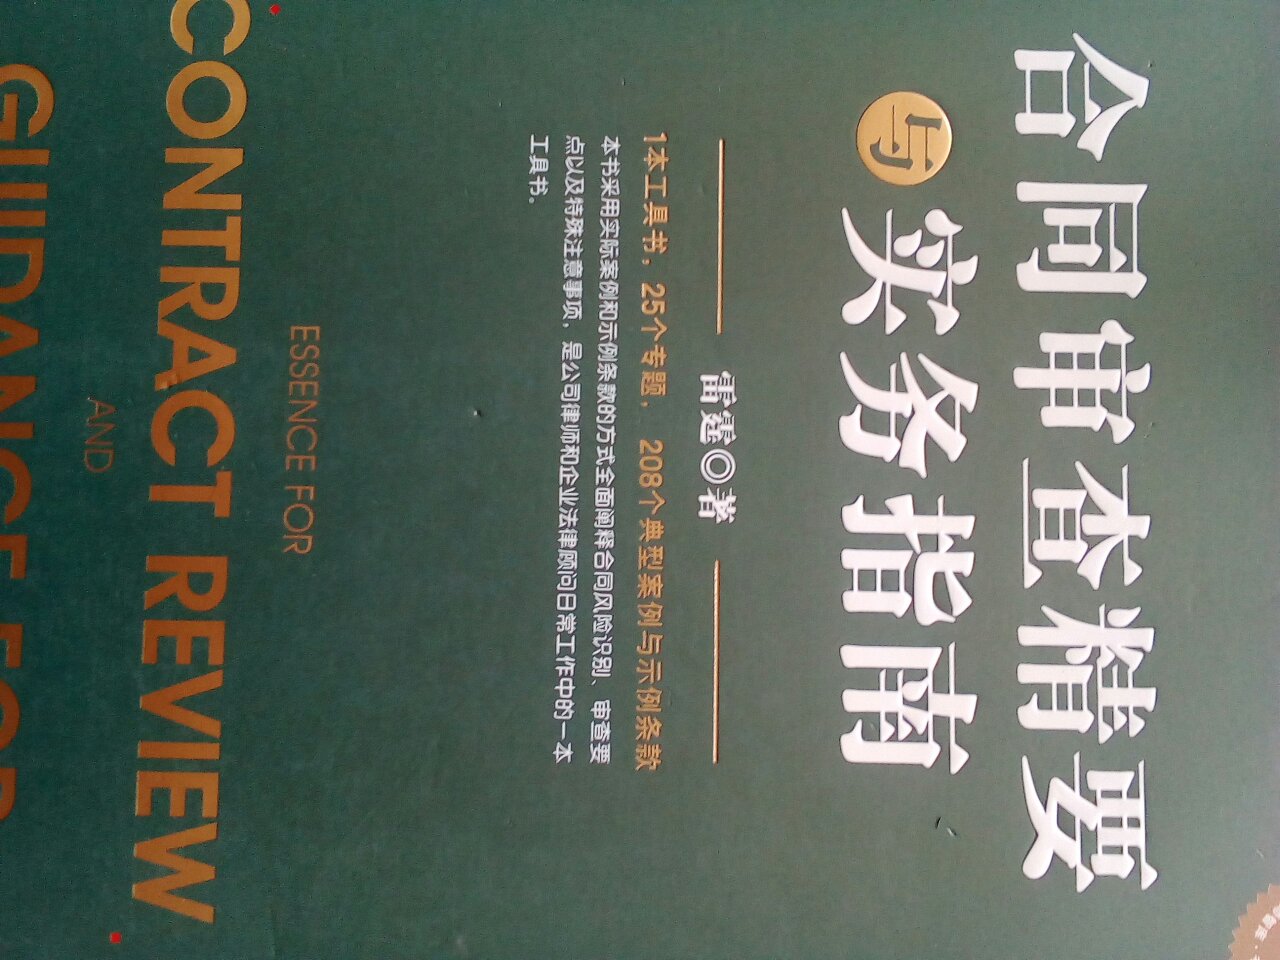 合同审查精要
与实务指南
雷霆◎著
1本工具书，25个专题，208个典型案例与示例条款
本书采用实际案例和示例条款的方式全面阐释合同风险识别、审查要
点以及特殊注意事项，是公司律师和企业法律顾问日常工作中的一本
工具书。
ESSENCE FOR
CONTRACT REVIEW
AND
GUIDANCE FOR